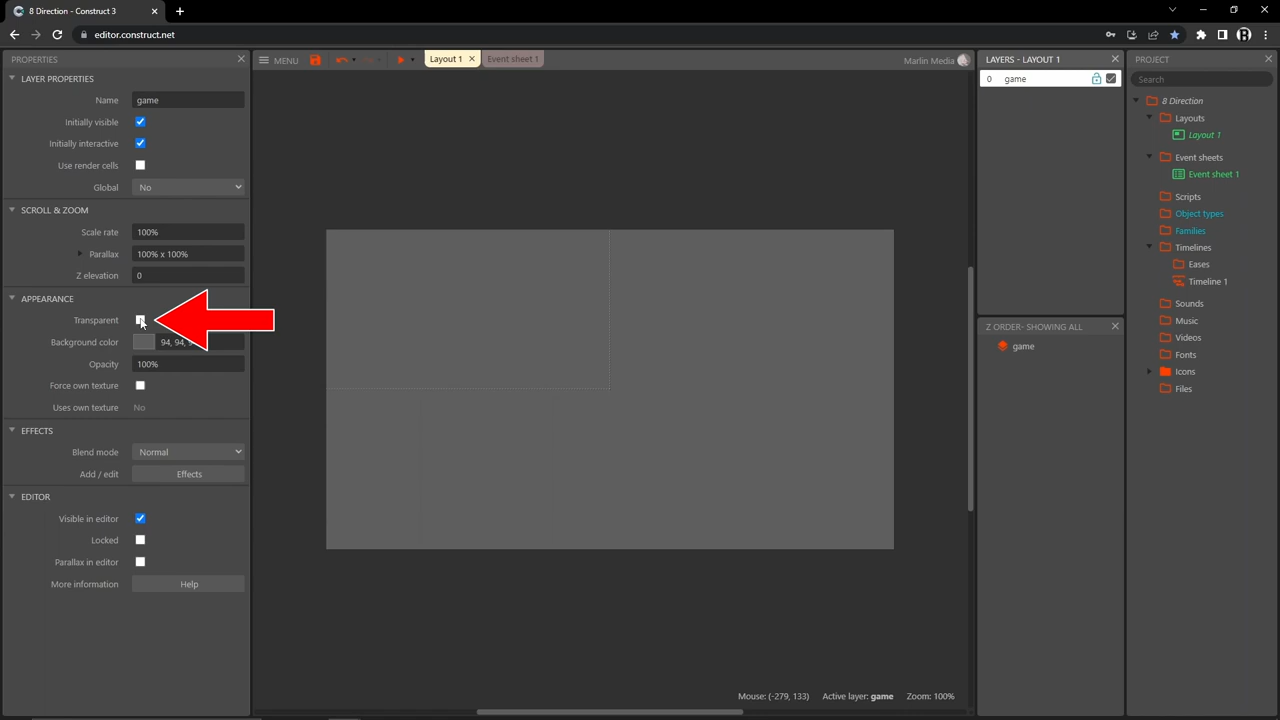 8 Direction - Construct 3
editor.construct.net
PROPERTIES
MENU
Layout 1
Event sheet 1
Marlin Media
LAYERS - LAYOUT 1
PROJECT
LAYER PROPERTIES
0 game
Search
Name game
8 Direction
Initially visible
Layouts
Initially interactive
Layout 1
Use render cells
Event sheets
Global No
Event sheet 1
SCROLL & ZOOM
Scripts
Scale rate 100%
Object types
Parallax 100% x 100%
Families
Z elevation 0
Timelines
Eases
APPEARANCE
Timeline 1
Transparent
Sounds
Background color 94, 94, 9
Music
Opacity 100%
Videos
Force own texture
Fonts
Uses own texture No
Icons
Files
Z ORDER- SHOWING ALL
game
EFFECTS
Blend mode Normal
Add / edit Effects
EDITOR
Visible in editor
Locked
Parallax in editor
More information Help
Mouse: (-279, 133) Active layer: game Zoom: 100%